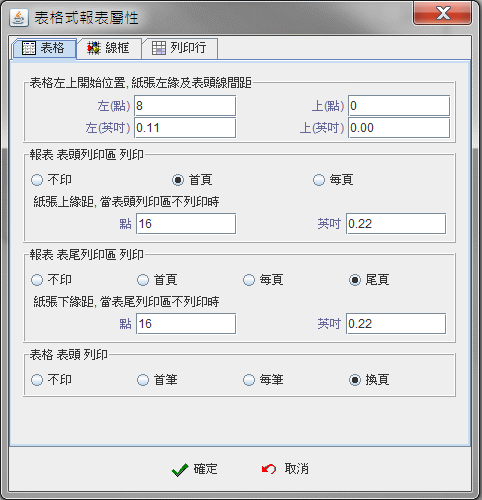 表格式報表屬性
表格 線框 列印行
表格左上開始位置, 紙張左緣及表頭線間距
左(點) 8 上(點) 0
左(英吋) 0.11 上(英吋) 0.00
報表 表頭列印區 列印
不印 首頁 每頁
紙張上緣距, 當表頭列印區不列印時
點 16 英吋 0.22
報表 表尾列印區 列印
不印 首頁 每頁 尾頁
紙張下緣距, 當表尾列印區不列印時
點 16 英吋 0.22
表格 表頭 列印
不印 首筆 每筆 換頁
確定 取消